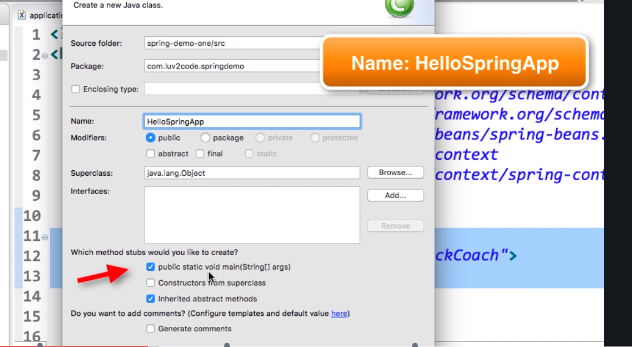 Create a new Java class.
Source folder: spring-demo-one/src
Package: com.luv2code.springdemo
Enclosing type:
Name: HelloSpringApp
Modifiers: public package private protected
abstract final static
Superclass: java.lang.Object Browse...
Interfaces: Add...
Remove
Which method stubs would you like to create?
public static void main(String[] args)
Constructors from superclass
Inherited abstract methods
Do you want to add comments? (Configure templates and default value here)
Generate comments
Name: HelloSpringApp
1 <
2 <
3
4
5
6
7
8
9
10
11
12
13
14
15
16
ork.org/schema/cont
ramework.org/schema
beans/spring-beans.
context
context/spring-cont
ckCoach">